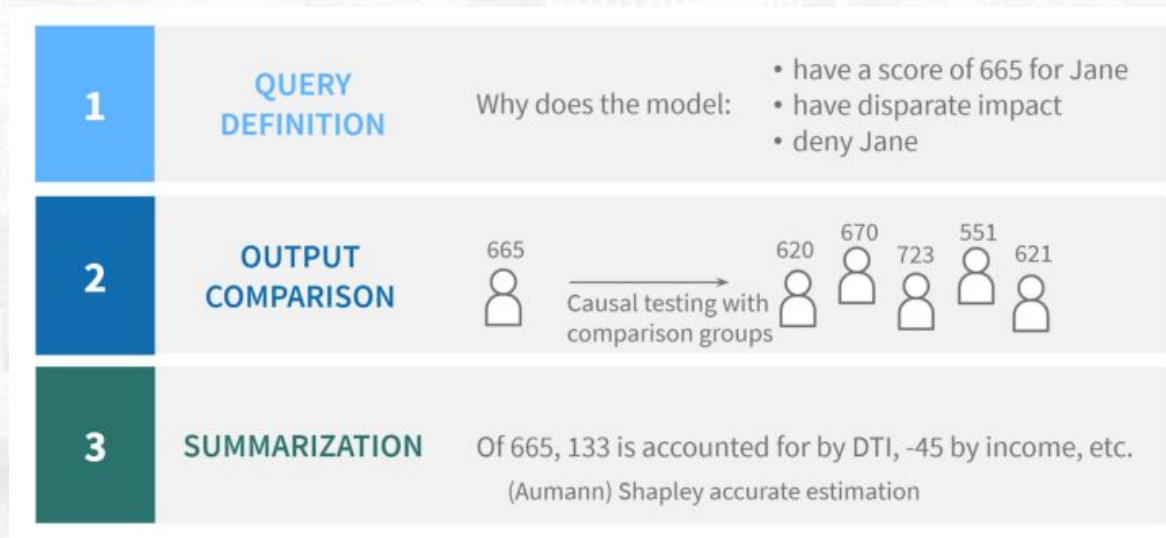 1
QUERY
DEFINITION
Why does the model:
• have a score of 665 for Jane
• have disparate impact
• deny Jane
2
OUTPUT
COMPARISON
665
Causal testing with
comparison groups
620
670
723
551
621
3
SUMMARIZATION
Of 665, 133 is accounted for by DTI, -45 by income, etc.
(Aumann) Shapley accurate estimation